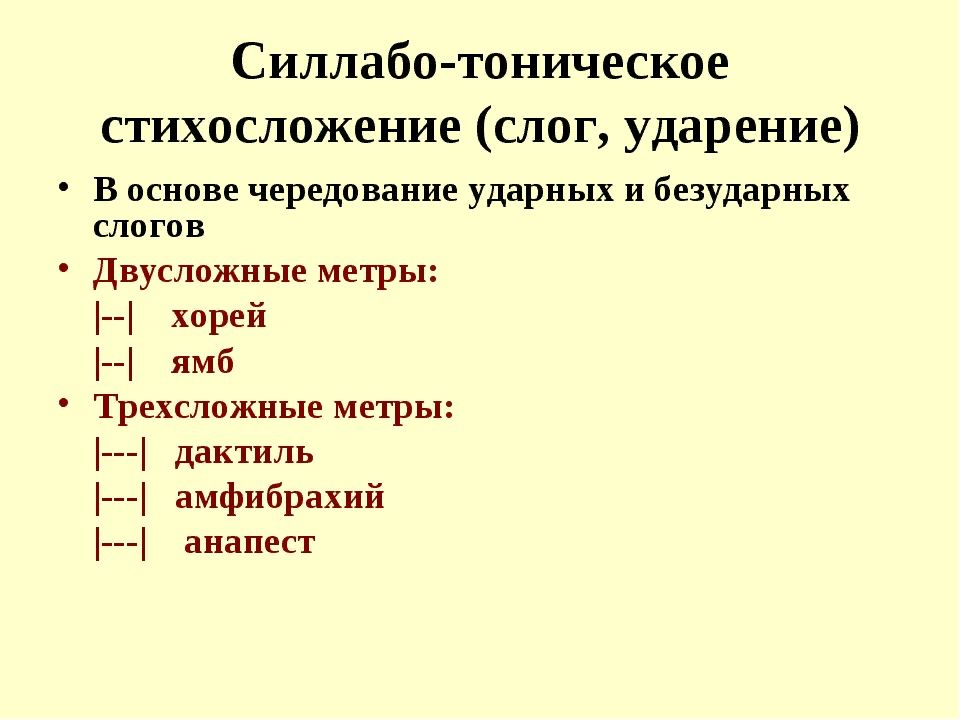 Силлабо-тоническое
стихосложение (слог, ударение)
• В основе чередование ударных и безударных
слогов
• Двусложные метры:
|--| хорей
|--| ямб
• Трехсложные метры:
|---| дактиль
|---| амфибрахий
|---| анапест